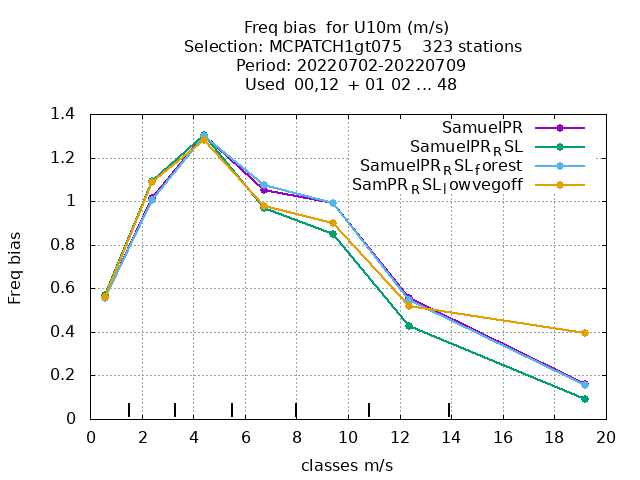 Freq bias  for U10m (m/s)
Selection: MCPATCH1gt075    323 stations
Period: 20220702-20220709
Used  00,12  + 01 02 ... 48
1.4
1.2
1
0.8
0.6
0.4
0.2
0
Freq bias
SamuelPR
SamuelPR_RSL
SamuelPR_RSL_forest
SamPR_RSL_lowvegoff
0 2 4 6 8 10 12 14 16 18 20
classes m/s